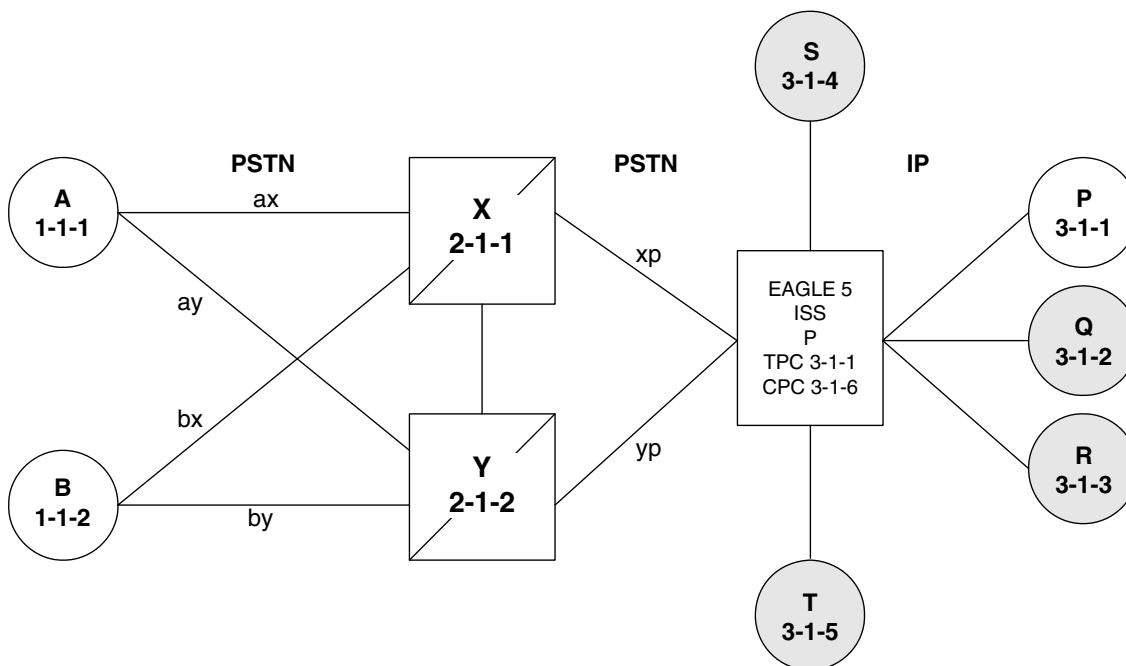 S
3-1-4
PSTN
PSTN
IP
A
1-1-1
ax
X
2-1-1
P
3-1-1
xp
ay
EAGLE 5
ISS
P
TPC 3-1-1
CPC 3-1-6
Q
3-1-2
bx
yp
R
3-1-3
B
1-1-2
by
Y
2-1-2
T
3-1-5